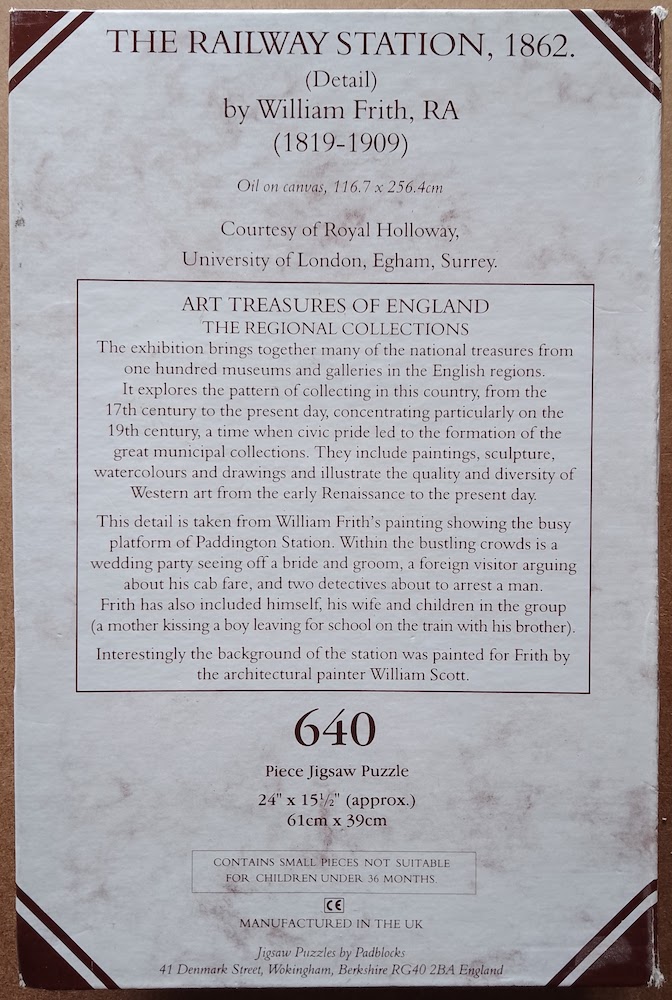 THE RAILWAY STATION, 1862.
(Detail)
by William Frith, RA
(1819-1909)
Oil on canvas, 116.7 x 256.4cm
Courtesy of Royal Holloway,
University of London, Egham, Surrey.
ART TREASURES OF ENGLAND
THE REGIONAL COLLECTIONS
The exhibition brings together many of the national treasures from
one hundred museums and galleries in the English regions.
It explores the pattern of collecting in this country, from the
17th century to the present day, concentrating particularly on the
19th century, a time when civic pride led to the formation of the
great municipal collections. They include paintings, sculpture,
watercolours and drawings and illustrate the quality and diversity of
Western art from the early Renaissance to the present day.
This detail is taken from William Frith's painting showing the busy
platform of Paddington Station. Within the bustling crowds is a
wedding party seeing off a bride and groom, a foreign visitor arguing
about his cab fare, and two detectives about to arrest a man.
Frith has also included himself, his wife and children in the group
(a mother kissing a boy leaving for school on the train with his brother).
Interestingly the background of the station was painted for Frith by
the architectural painter William Scott.
640
Piece Jigsaw Puzzle
24" x 15½" (approx.)
61cm x 39cm
CONTAINS SMALL PIECES NOT SUITABLE
FOR CHILDREN UNDER 36 MONTHS.
CE
MANUFACTURED IN THE UK
Jigsaw Puzzles by Padblocks
41 Denmark Street, Wokingham, Berkshire RG40 2BA England